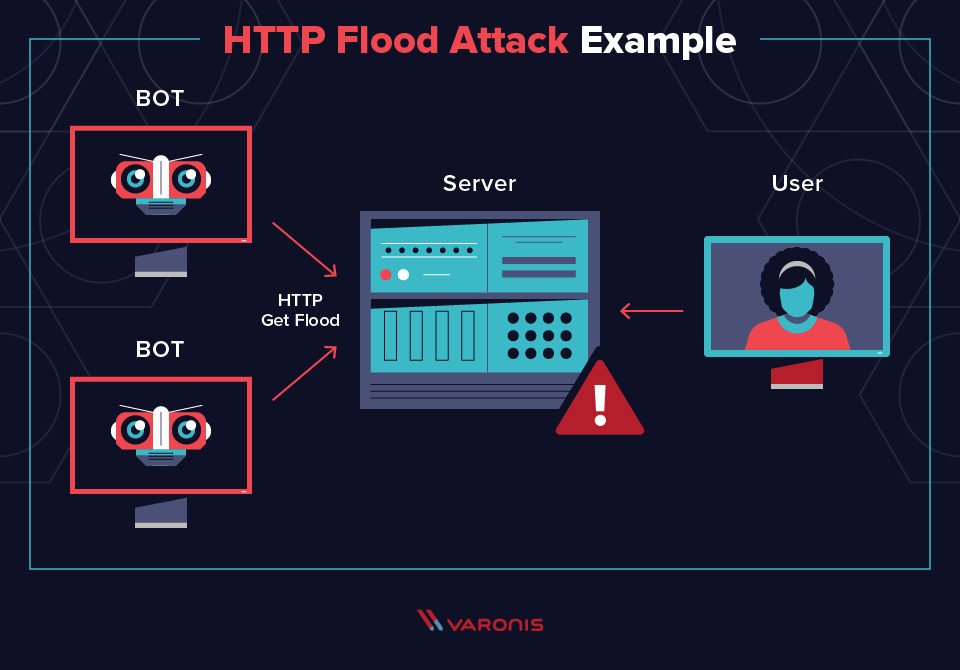 HTTP Flood Attack Example
BOT
Server
User
HTTP
Get Flood
BOT
VARONIS